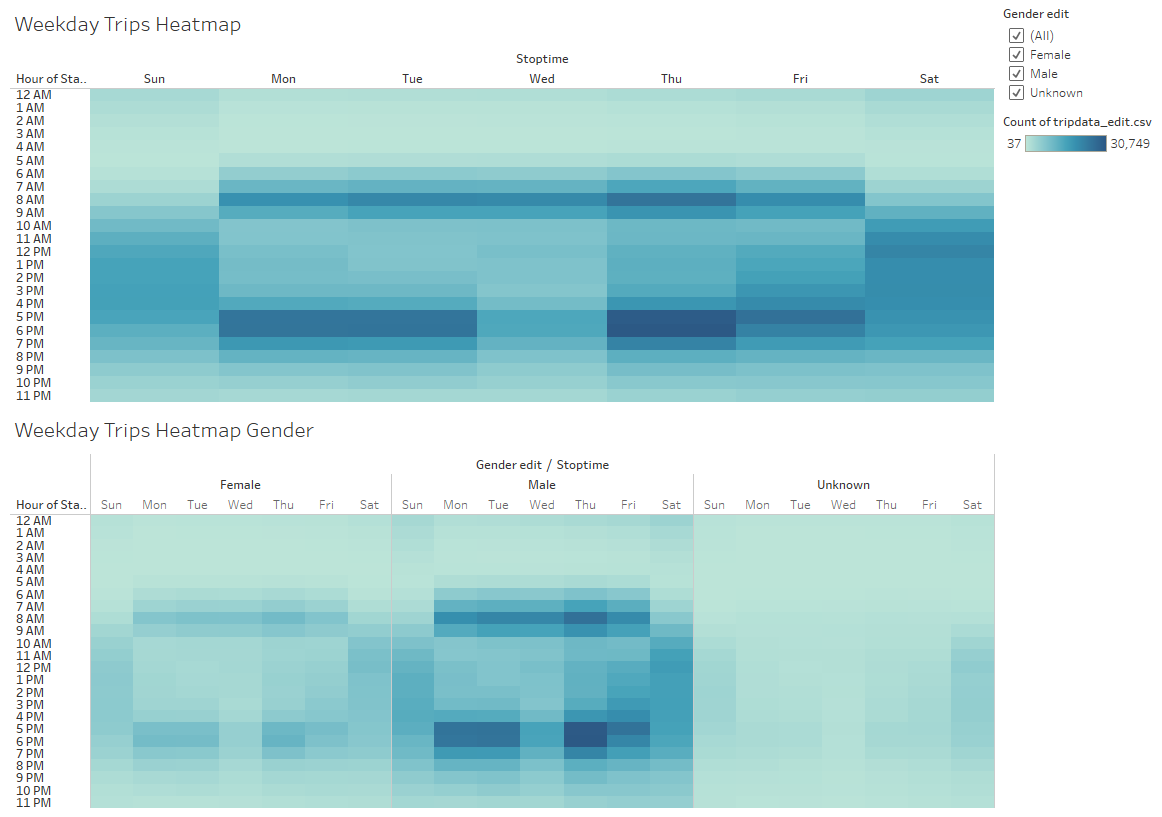 Weekday Trips Heatmap
Stoptime
Hour of Sta.. Sun Mon Tue Wed Thu Fri Sat
12 AM
1 AM
2 AM
3 AM
4 AM
5 AM
6 AM
7 AM
8 AM
9 AM
10 AM
11 AM
12 PM
1 PM
2 PM
3 PM
4 PM
5 PM
6 PM
7 PM
8 PM
9 PM
10 PM
11 PM
Gender edit
(All)
Female
Male
Unknown
Count of tripdata_edit.csv
37 30,749
Weekday Trips Heatmap Gender
Gender edit / Stoptime
Female Male Unknown
Hour of Sta.. Sun Mon Tue Wed Thu Fri Sat Sun Mon Tue Wed Thu Fri Sat Sun Mon Tue Wed Thu Fri Sat
12 AM
1 AM
2 AM
3 AM
4 AM
5 AM
6 AM
7 AM
8 AM
9 AM
10 AM
11 AM
12 PM
1 PM
2 PM
3 PM
4 PM
5 PM
6 PM
7 PM
8 PM
9 PM
10 PM
11 PM